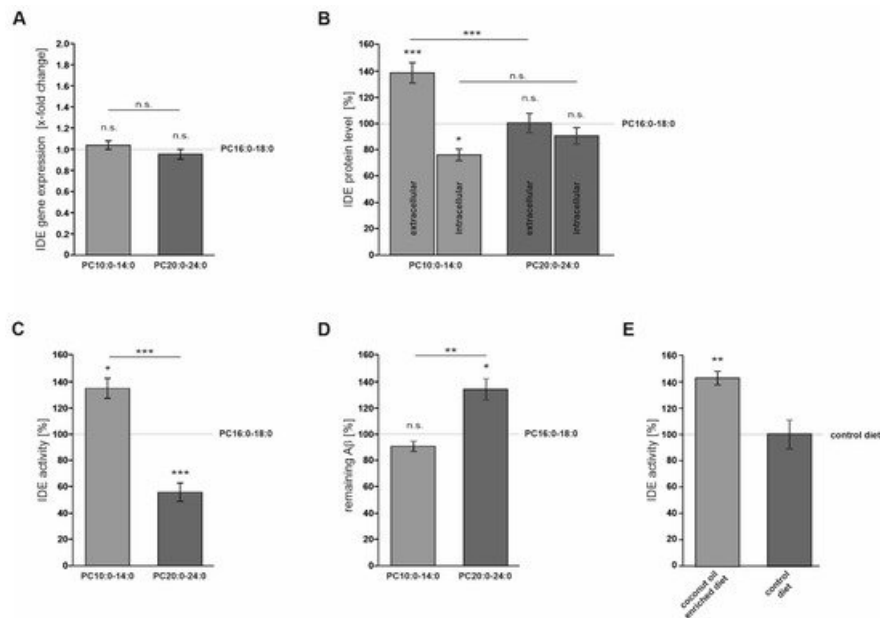 A
IDE gene expression [x-fold change]
2.0
1.8
1.6
1.4
1.2
1.0
0.8
0.6
0.4
0.2
0
n.s.
n.s.
n.s.
PC16:0-18:0
PC10:0-14:0
PC20:0-24:0
B
IDE protein level [%]
160
140
120
100
80
60
40
20
0
***
***
n.s.
*
n.s.
n.s.
PC16:0-18:0
extracellular
intracellular
extracellular
intracellular
PC10:0-14:0
PC20:0-24:0
C
IDE activity [%]
160
140
120
100
80
60
40
20
0
***
*
***
PC16:0-18:0
PC10:0-14:0
PC20:0-24:0
D
remaining Aβ [%]
160
140
120
100
80
60
40
20
0
**
*
n.s.
PC16:0-18:0
PC10:0-14:0
PC20:0-24:0
E
IDE activity [%]
160
140
120
100
80
60
40
20
0
**
control diet
coconut oil
enriched diet
control
diet